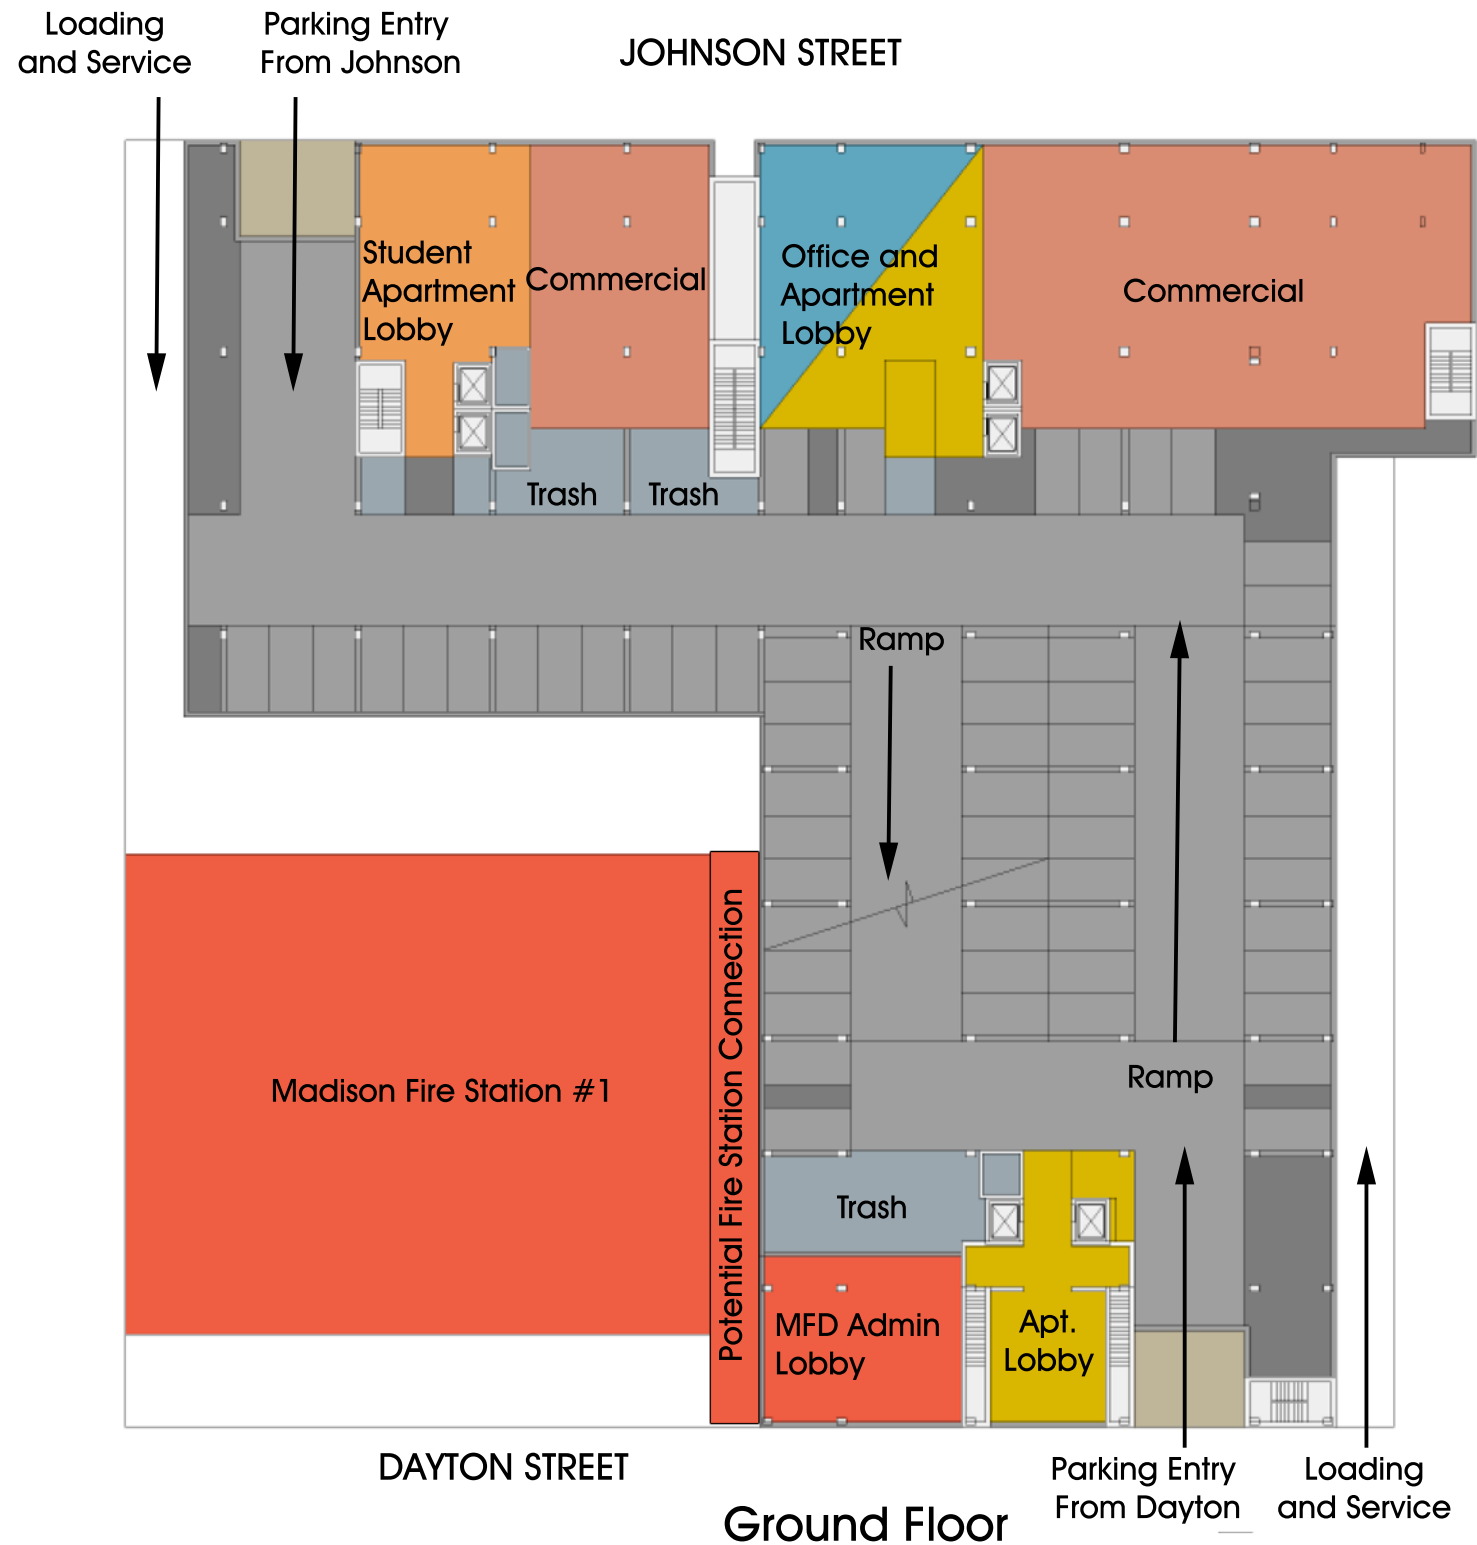 Loading
and Service
Parking Entry
From Johnson
JOHNSON STREET
Student
Apartment
Lobby
Commercial
Office and
Apartment
Lobby
Commercial
Trash
Trash
Ramp
Madison Fire Station #1
Potential Fire Station Connection
Ramp
Trash
MFD Admin
Lobby
Apt.
Lobby
DAYTON STREET
Parking Entry
From Dayton
Loading
and Service
Ground Floor